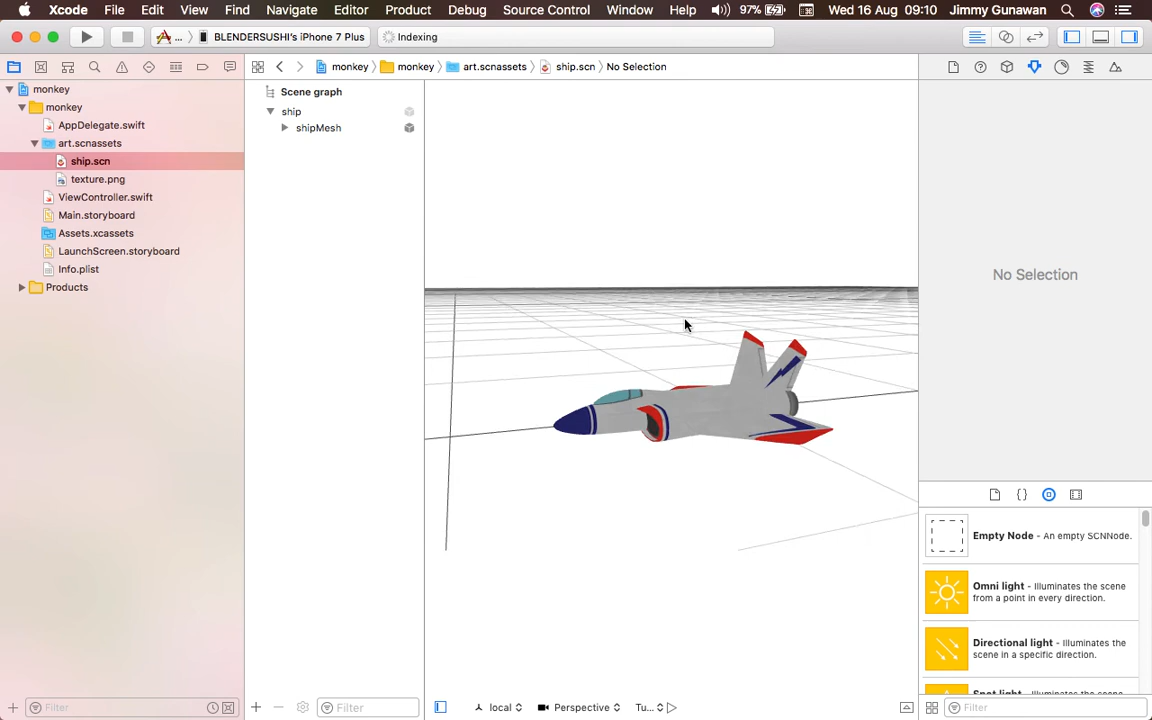 Xcode File Edit View Find Navigate Editor Product Debug Source Control Window Help 97% Wed 16 Aug 09:10 Jimmy Gunawan
... BLENDERSUSHI's iPhone 7 Plus Indexing
monkey monkey art.scnassets ship.scn No Selection
monkey
monkey
AppDelegate.swift
art.scnassets
ship.scn
texture.png
ViewController.swift
Main.storyboard
Assets.xcassets
LaunchScreen.storyboard
Info.plist
Products
Filter
Scene graph
ship
shipMesh
Filter
local Perspective Tu...
No Selection
Empty Node - An empty SCNNode.
Omni light - Illuminates the scene
from a point in every direction.
Directional light - Illuminates the
scene in a specific direction.
Filter